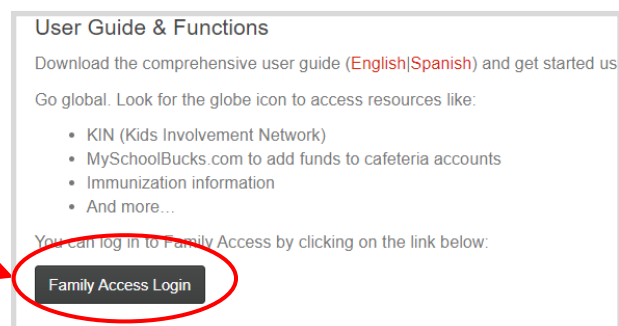 User Guide & Functions
Download the comprehensive user guide (English|Spanish) and get started us
Go global. Look for the globe icon to access resources like:
• KIN (Kids Involvement Network)
• MySchoolBucks.com to add funds to cafeteria accounts
• Immunization information
• And more…
You can log in to Family Access by clicking on the link below:
Family Access Login